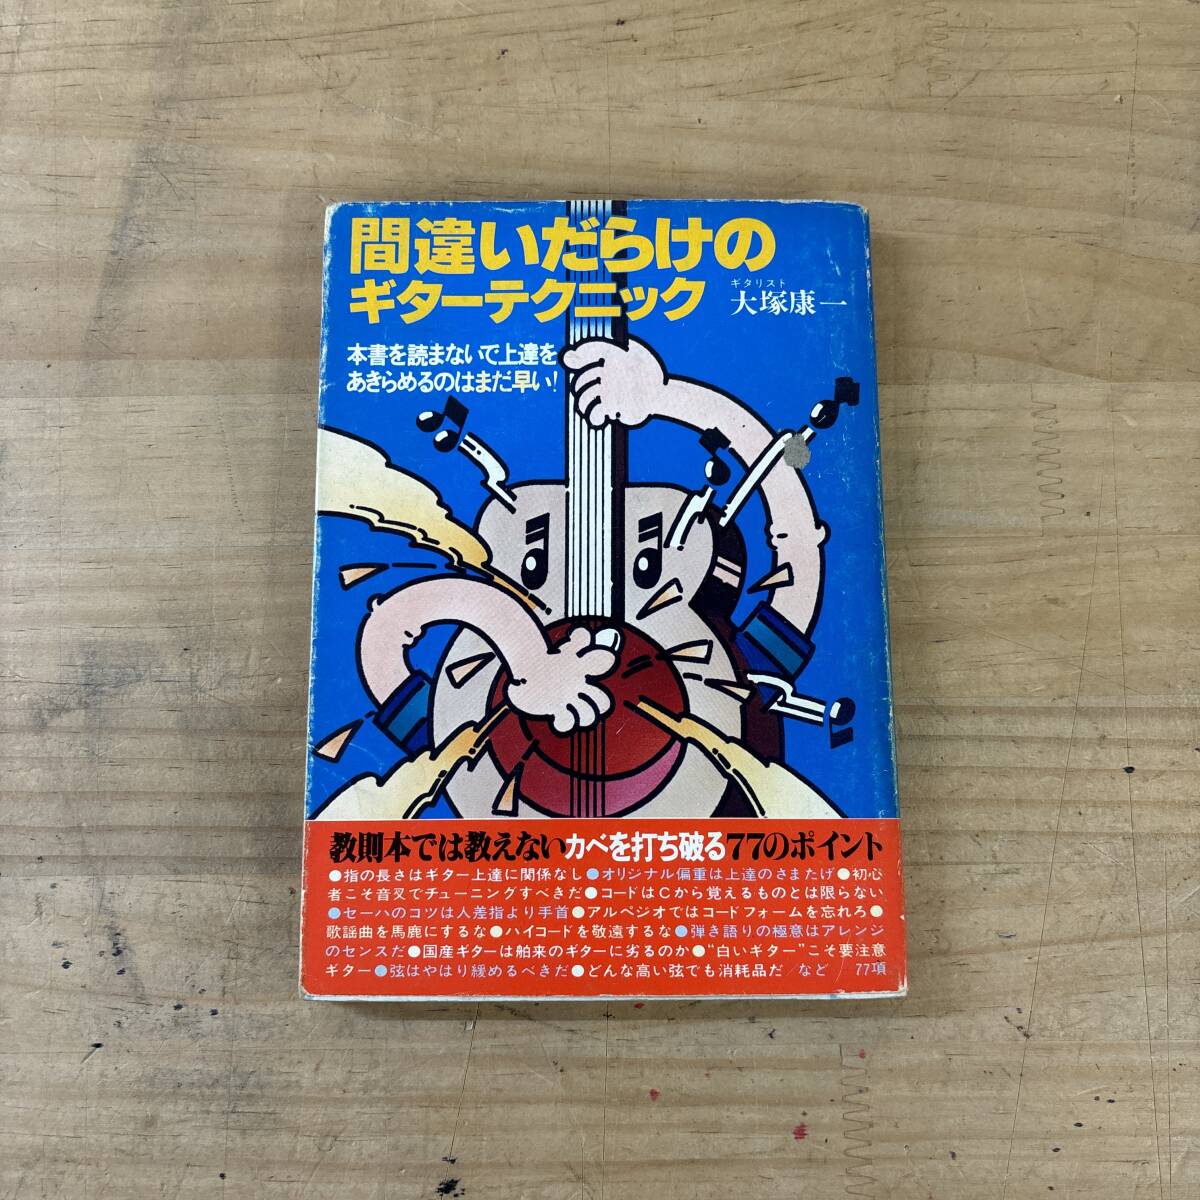 間違いだらけの
ギターテクニック
ギタリスト
大塚康一
本書を読まないで上達を
あきらめるのはまだ早い!
教則本では教えないカベを打ち破る77のポイント
●指の長さはギター上達に関係なし●オリジナル偏重は上達のさまたげ●初心
者こそ音叉でチューニングすべきだ●コードはCから覚えるものとは限らない
●セーハのコツは人差指より手首●アルペジオではコードフォームを忘れろ●
歌謡曲を馬鹿にするな●ハイコードを敬遠するな●弾き語りの極意はアレンジ
のセンスだ●国産ギターは舶来のギターに劣るのか●“白いギター”こそ要注意
ギター●弦はやはり緩めるべきだ●どんな高い弦でも消耗品だ/など/77項